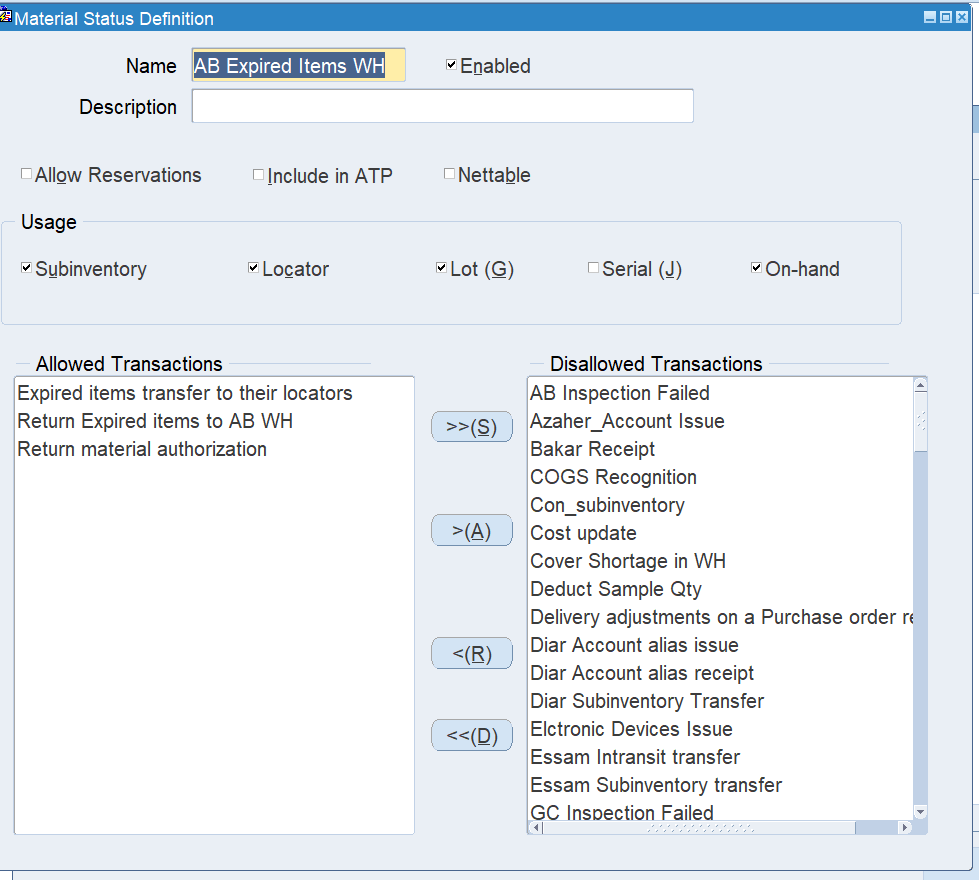 Material Status Definition
Name AB Expired Items WH Enabled
Description
Allow Reservations Include in ATP Nettable
Usage
Subinventory Locator Lot (G) Serial (J) On-hand
Allowed Transactions
Expired items transfer to their locators
Return Expired items to AB WH
Return material authorization
>>(S)
>(A)
<(R)
<<(D)
Disallowed Transactions
AB Inspection Failed
Azaher_Account Issue
Bakar Receipt
COGS Recognition
Con_subinventory
Cost update
Cover Shortage in WH
Deduct Sample Qty
Delivery adjustments on a Purchase order re
Diar Account alias issue
Diar Account alias receipt
Diar Subinventory Transfer
Elctronic Devices Issue
Essam Intransit transfer
Essam Subinventory transfer
GC Inspection Failed